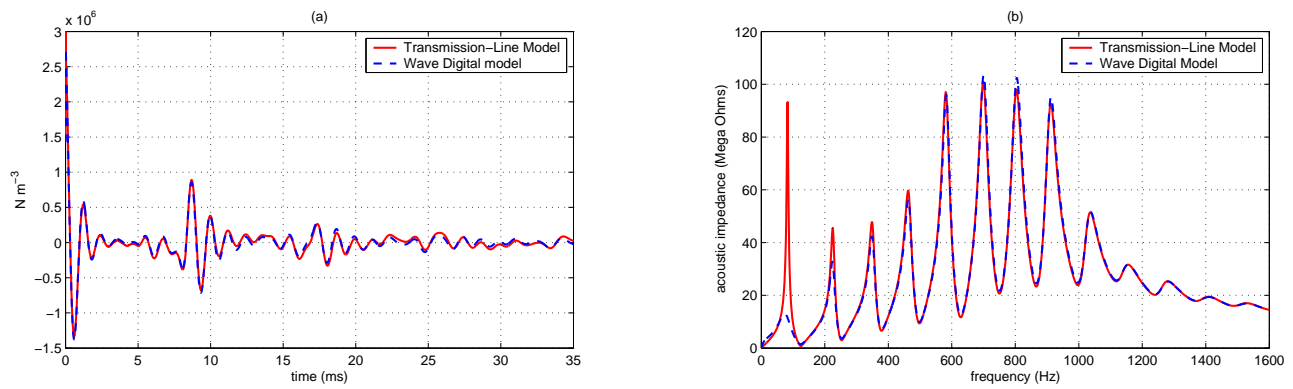 (a)
x 10⁶
3
2.5
2
1.5
1
0.5
0
−0.5
−1
−1.5
N m⁻³
0 5 10 15 20 25 30 35
time (ms)
Transmission−Line Model
Wave Digital model
(b)
120
100
80
60
40
20
0
acoustic impedance (Mega Ohms)
0 200 400 600 800 1000 1200 1400 1600
frequency (Hz)
Transmission−Line Model
Wave Digital Model